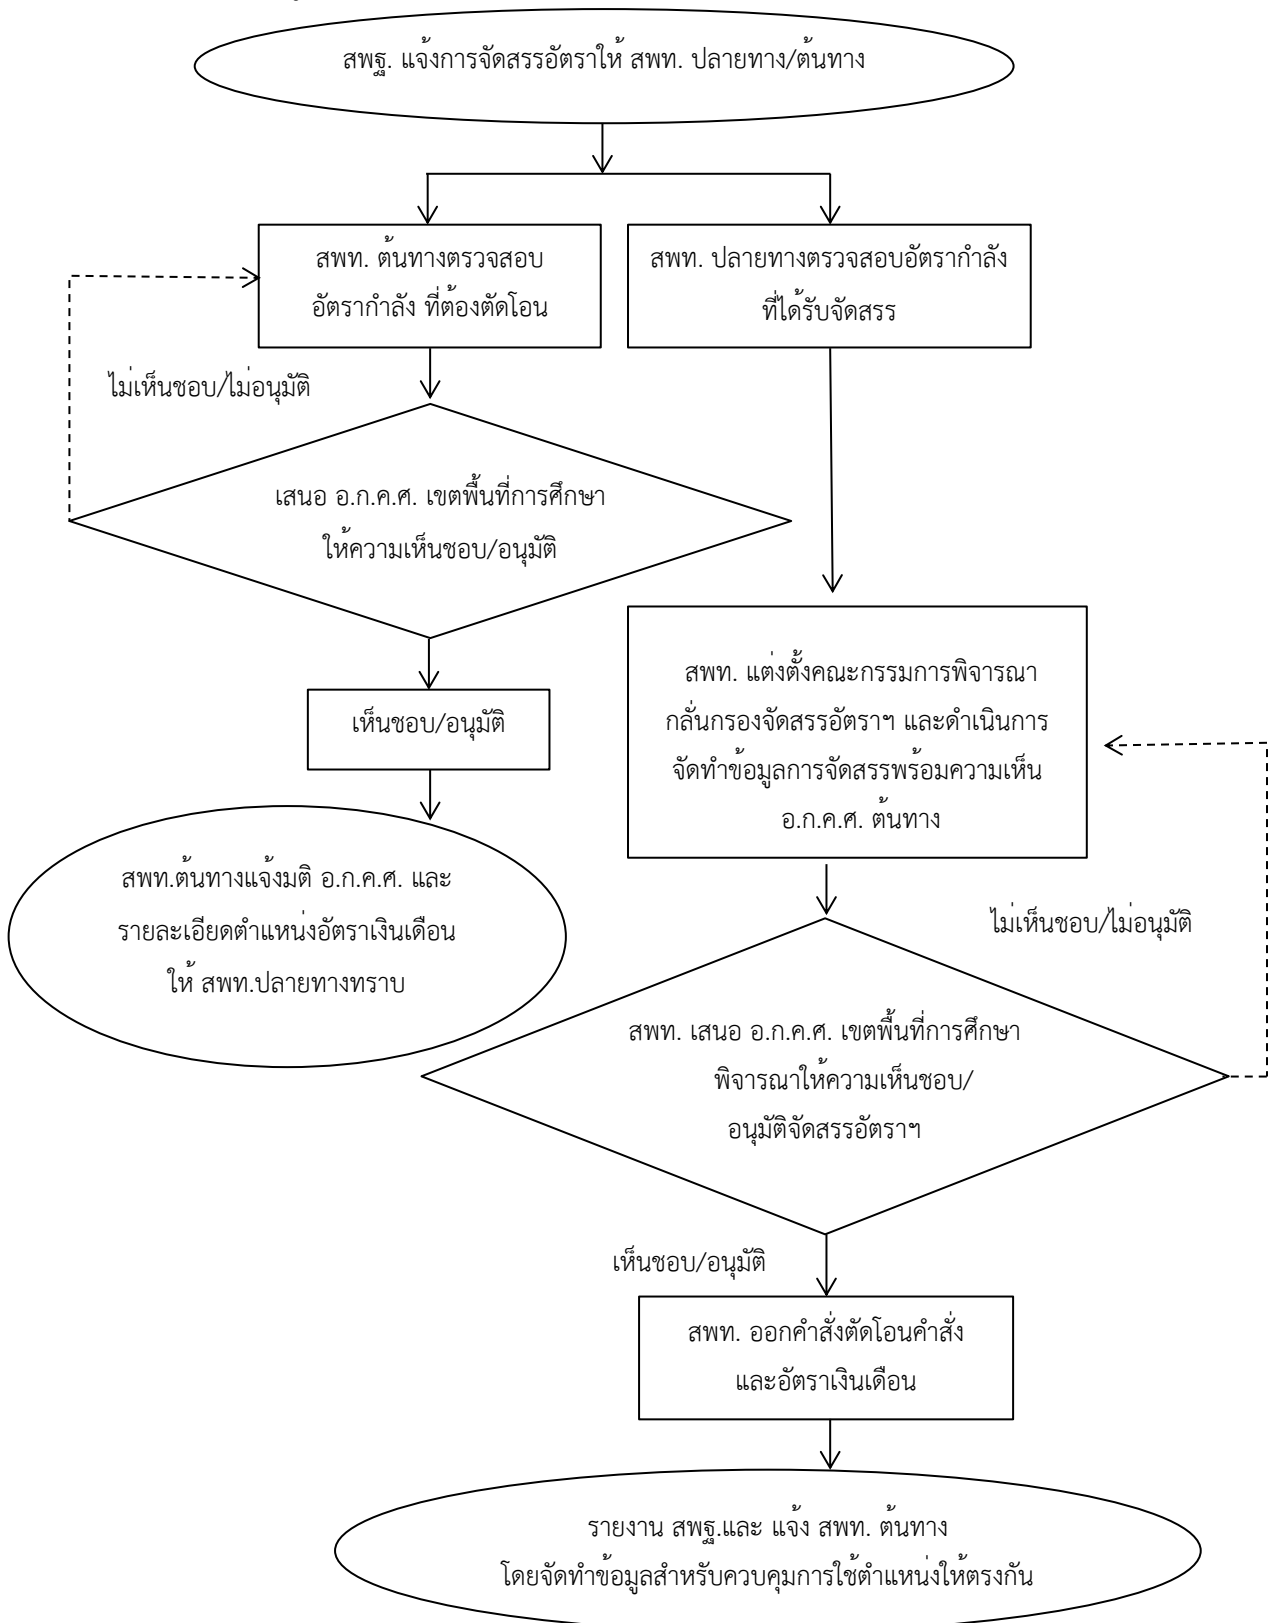 สพฐ. แจ้งการจัดสรรอัตราให้ สพท. ปลายทาง/ต้นทาง
สพท. ต้นทางตรวจสอบ
อัตรากำลัง ที่ต้องตัดโอน
สพท. ปลายทางตรวจสอบอัตรากำลัง
ที่ได้รับจัดสรร
ไม่เห็นชอบ/ไม่อนุมัติ
เสนอ อ.ก.ค.ศ. เขตพื้นที่การศึกษา
ให้ความเห็นชอบ/อนุมัติ
เห็นชอบ/อนุมัติ
สพท.ต้นทางแจ้งมติ อ.ก.ค.ศ. และ
รายละเอียดตำแหน่งอัตราเงินเดือน
ให้ สพท.ปลายทางทราบ
สพท. แต่งตั้งคณะกรรมการพิจารณา
กลั่นกรองจัดสรรอัตราฯ และดำเนินการ
จัดทำข้อมูลการจัดสรรพร้อมความเห็น
อ.ก.ค.ศ. ต้นทาง
ไม่เห็นชอบ/ไม่อนุมัติ
สพท. เสนอ อ.ก.ค.ศ. เขตพื้นที่การศึกษา
พิจารณาให้ความเห็นชอบ/
อนุมัติจัดสรรอัตราฯ
เห็นชอบ/อนุมัติ
สพท. ออกคำสั่งตัดโอนคำสั่ง
และอัตราเงินเดือน
รายงาน สพฐ.และ แจ้ง สพท. ต้นทาง
โดยจัดทำข้อมูลสำหรับควบคุมการใช้ตำแหน่งให้ตรงกัน